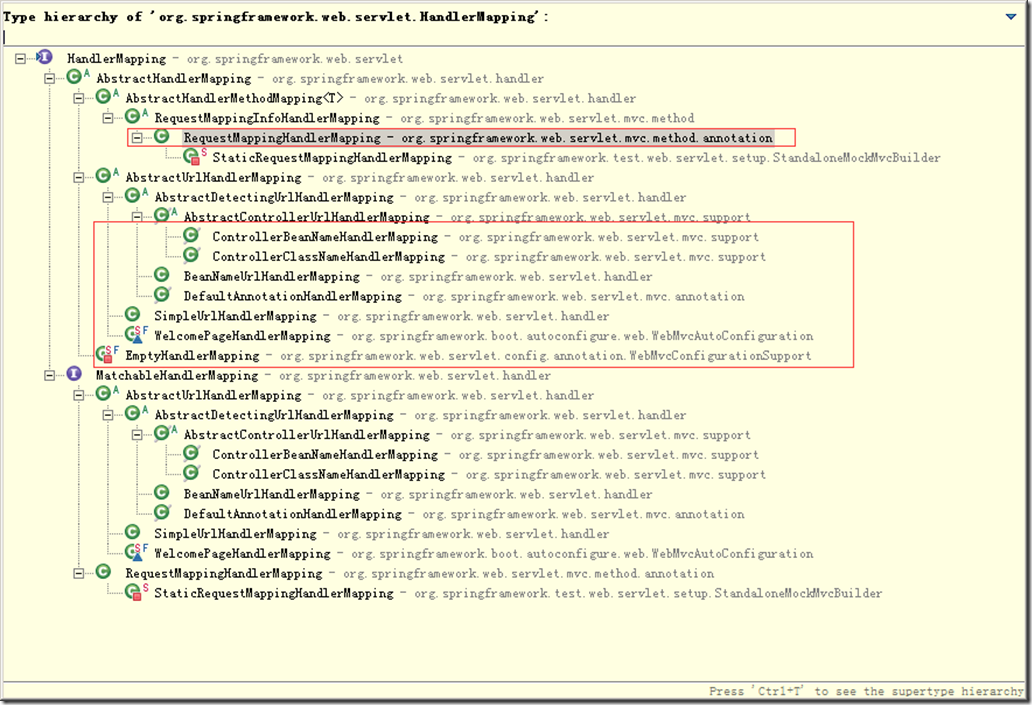 Type hierarchy of 'org.springframework.web.servlet.HandlerMapping':
HandlerMapping - org.springframework.web.servlet
AbstractHandlerMapping - org.springframework.web.servlet.handler
AbstractHandlerMethodMapping<T> - org.springframework.web.servlet.handler
RequestMappingInfoHandlerMapping - org.springframework.web.servlet.mvc.method
RequestMappingHandlerMapping - org.springframework.web.servlet.mvc.method.annotation
StaticRequestMappingHandlerMapping - org.springframework.test.web.servlet.setup.StandaloneMockMvcBuilder
AbstractUrlHandlerMapping - org.springframework.web.servlet.handler
AbstractDetectingUrlHandlerMapping - org.springframework.web.servlet.handler
AbstractControllerUrlHandlerMapping - org.springframework.web.servlet.mvc.support
ControllerBeanNameHandlerMapping - org.springframework.web.servlet.mvc.support
ControllerClassNameHandlerMapping - org.springframework.web.servlet.mvc.support
BeanNameUrlHandlerMapping - org.springframework.web.servlet.handler
DefaultAnnotationHandlerMapping - org.springframework.web.servlet.mvc.annotation
SimpleUrlHandlerMapping - org.springframework.web.servlet.handler
WelcomePageHandlerMapping - org.springframework.boot.autoconfigure.web.WebMvcAutoConfiguration
EmptyHandlerMapping - org.springframework.web.servlet.config.annotation.WebMvcConfigurationSupport
MatchableHandlerMapping - org.springframework.web.servlet.handler
AbstractUrlHandlerMapping - org.springframework.web.servlet.handler
AbstractDetectingUrlHandlerMapping - org.springframework.web.servlet.handler
AbstractControllerUrlHandlerMapping - org.springframework.web.servlet.mvc.support
ControllerBeanNameHandlerMapping - org.springframework.web.servlet.mvc.support
ControllerClassNameHandlerMapping - org.springframework.web.servlet.mvc.support
BeanNameUrlHandlerMapping - org.springframework.web.servlet.handler
DefaultAnnotationHandlerMapping - org.springframework.web.servlet.mvc.annotation
SimpleUrlHandlerMapping - org.springframework.web.servlet.handler
WelcomePageHandlerMapping - org.springframework.boot.autoconfigure.web.WebMvcAutoConfiguration
RequestMappingHandlerMapping - org.springframework.web.servlet.mvc.method.annotation
StaticRequestMappingHandlerMapping - org.springframework.test.web.servlet.setup.StandaloneMockMvcBuilder
Press 'Ctrl+T' to see the supertype hierarchy